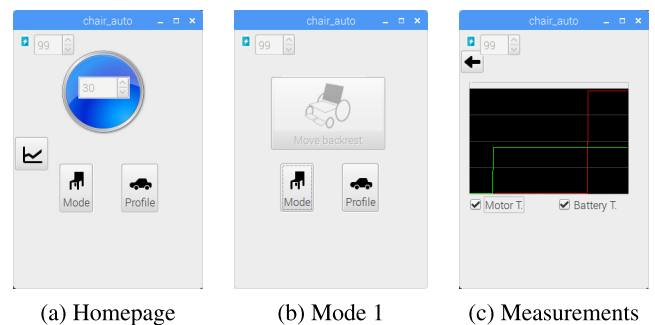 chair_auto
99
30
Mode Profile
(a) Homepage
chair_auto
99
Move backrest
Mode Profile
(b) Mode 1
chair_auto
99
Motor T. Battery T.
(c) Measurements